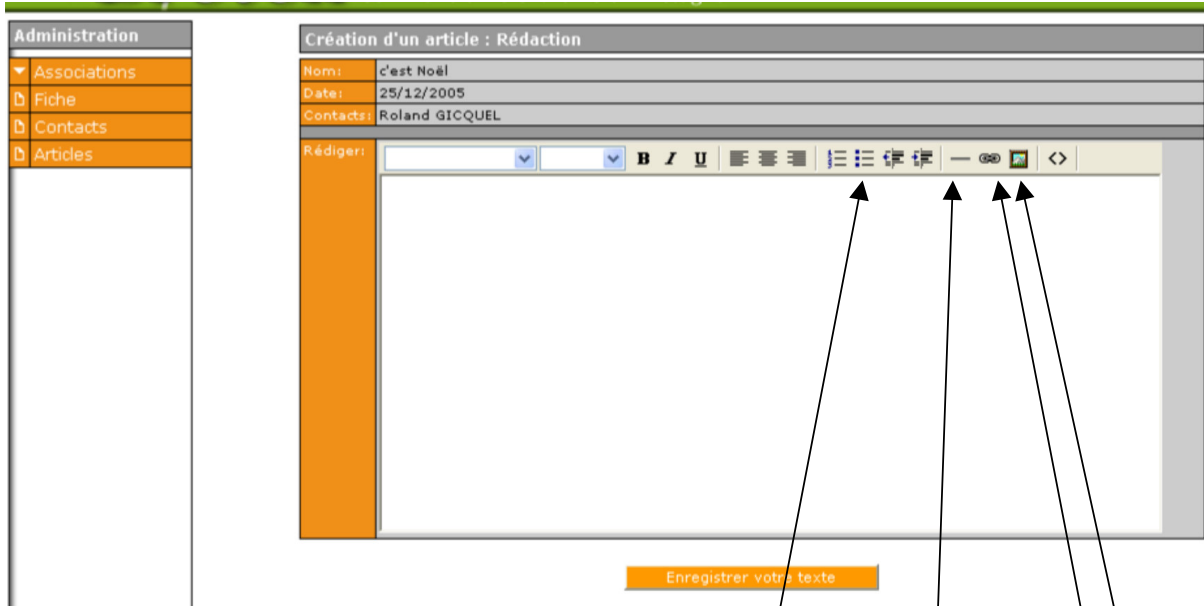 Administration
Associations
Fiche
Contacts
Articles
Création d'un article : Rédaction
Nom: c'est Noël
Date: 25/12/2005
Contacts: Roland GICQUEL
Rédiger:
B I U
Enregistrer votre texte